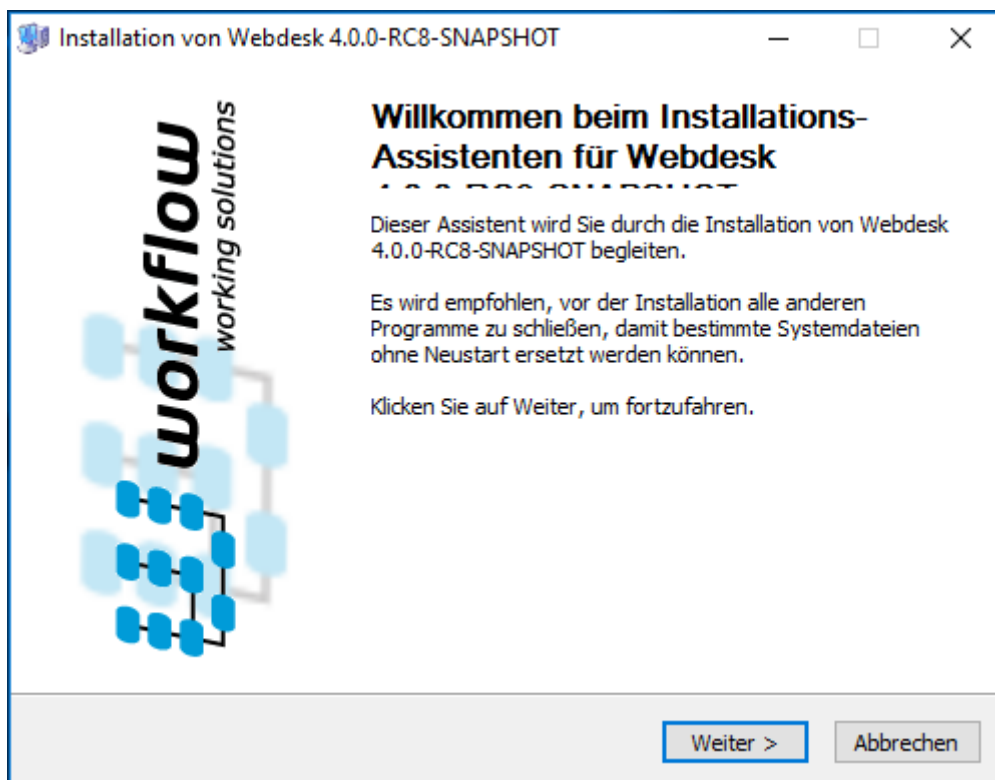 Installation von Webdesk 4.0.0-RC8-SNAPSHOT
workflow
working solutions
Willkommen beim Installations-
Assistenten für Webdesk
Dieser Assistent wird Sie durch die Installation von Webdesk
4.0.0-RC8-SNAPSHOT begleiten.
Es wird empfohlen, vor der Installation alle anderen
Programme zu schließen, damit bestimmte Systemdateien
ohne Neustart ersetzt werden können.
Klicken Sie auf Weiter, um fortzufahren.
Weiter >
Abbrechen